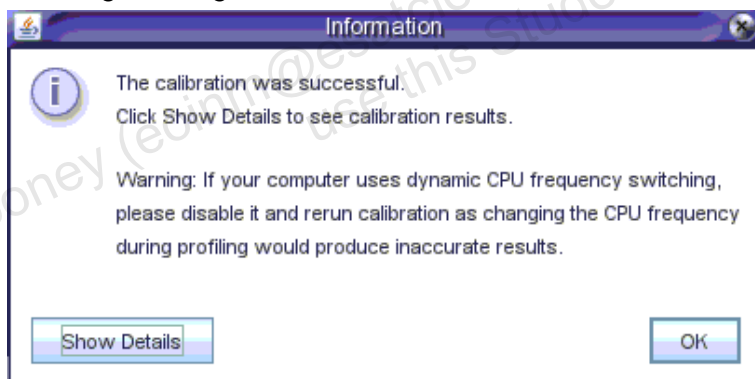 Information
The calibration was successful.
Click Show Details to see calibration results.
Warning: If your computer uses dynamic CPU frequency switching,
please disable it and rerun calibration as changing the CPU frequency
during profiling would produce inaccurate results.
Show Details
OK
use this